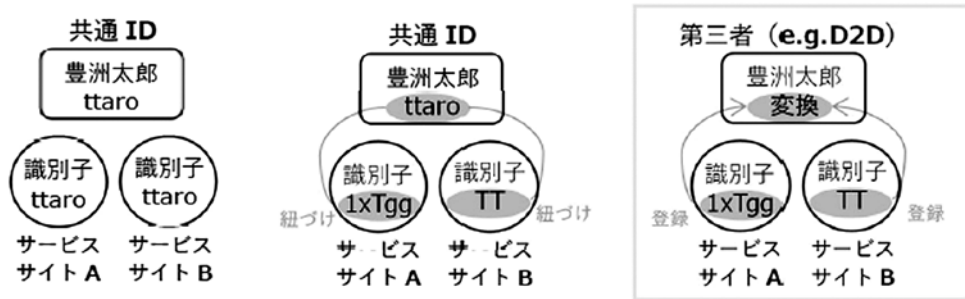 共通 ID
豊洲太郎
ttaro
識別子
ttaro
識別子
ttaro
サービス
サイト A
サービス
サイト B
共通 ID
豊洲太郎
ttaro
識別子
1xTgg
識別子
TT
紐づけ
紐づけ
サービス
サイト A
サービス
サイト B
第三者（e.g.D2D）
豊洲太郎
変換
識別子
1xTgg
識別子
TT
登録
登録
サービス
サイト A
サービス
サイト B